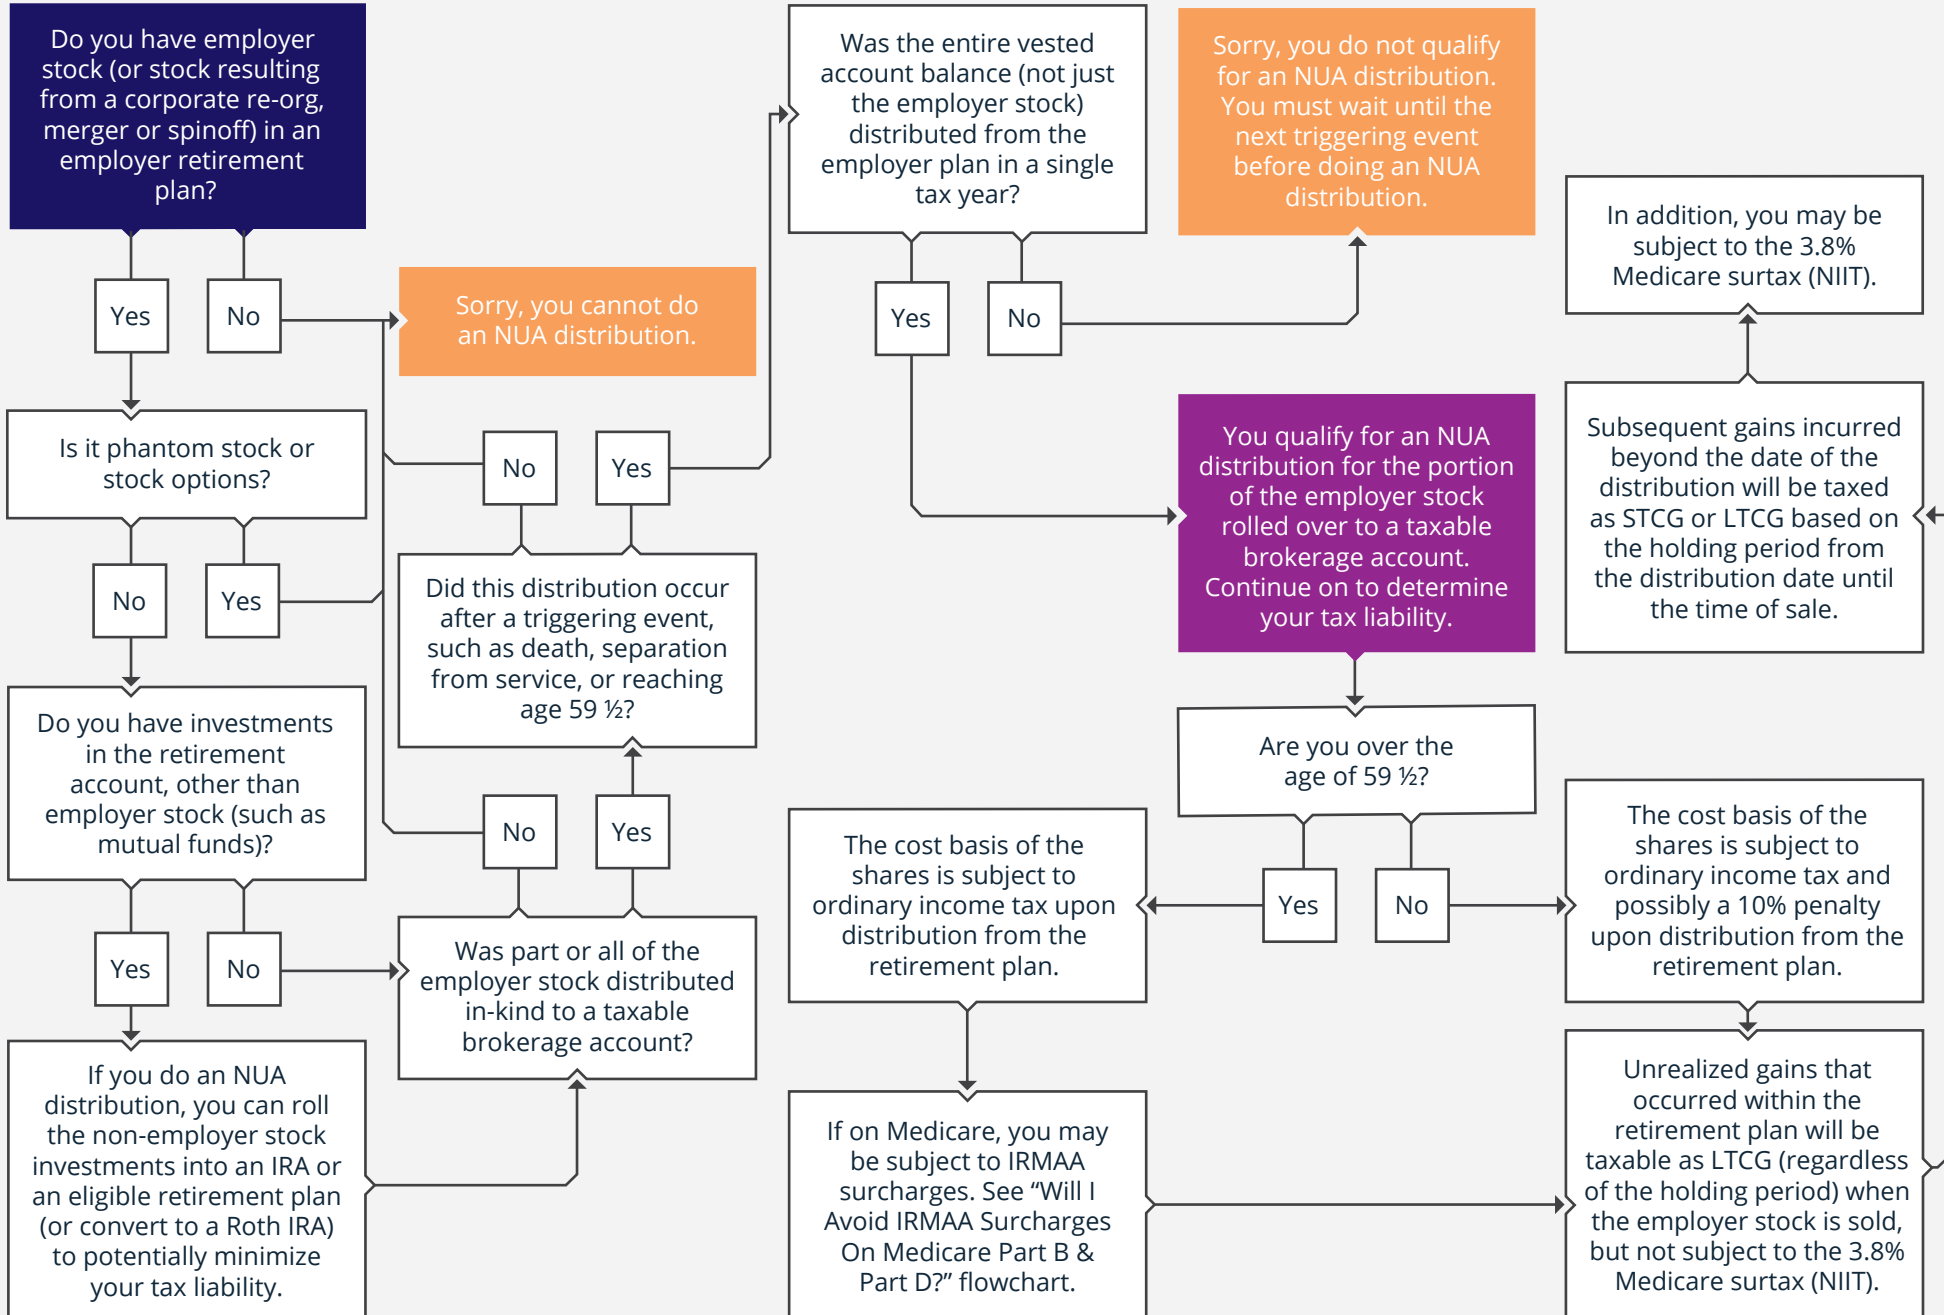 Do you have employer
stock (or stock resulting
from a corporate re-org,
merger or spinoff) in an
employer retirement
plan?
Yes
No
Sorry, you cannot do
an NUA distribution.
Is it phantom stock or
stock options?
No
Yes
Do you have investments
in the retirement
account, other than
employer stock (such as
mutual funds)?
Yes
No
If you do an NUA
distribution, you can roll
the non-employer stock
investments into an IRA or
an eligible retirement plan
(or convert to a Roth IRA)
to potentially minimize
your tax liability.
Was part or all of the
employer stock distributed
in-kind to a taxable
brokerage account?
No
Yes
Did this distribution occur
after a triggering event,
such as death, separation
from service, or reaching
age 59 ½?
No
Yes
Was the entire vested
account balance (not just
the employer stock)
distributed from the
employer plan in a single
tax year?
Yes
No
Sorry, you do not qualify
for an NUA distribution.
You must wait until the
next triggering event
before doing an NUA
distribution.
You qualify for an NUA
distribution for the portion
of the employer stock
rolled over to a taxable
brokerage account.
Continue on to determine
your tax liability.
Are you over the
age of 59 ½?
Yes
No
The cost basis of the
shares is subject to
ordinary income tax upon
distribution from the
retirement plan.
If on Medicare, you may
be subject to IRMAA
surcharges. See “Will I
Avoid IRMAA Surcharges
On Medicare Part B &
Part D?” flowchart.
The cost basis of the
shares is subject to
ordinary income tax and
possibly a 10% penalty
upon distribution from the
retirement plan.
Unrealized gains that
occurred within the
retirement plan will be
taxable as LTCG (regardless
of the holding period) when
the employer stock is sold,
but not subject to the 3.8%
Medicare surtax (NIIT).
Subsequent gains incurred
beyond the date of the
distribution will be taxed
as STCG or LTCG based on
the holding period from
the distribution date until
the time of sale.
In addition, you may be
subject to the 3.8%
Medicare surtax (NIIT).